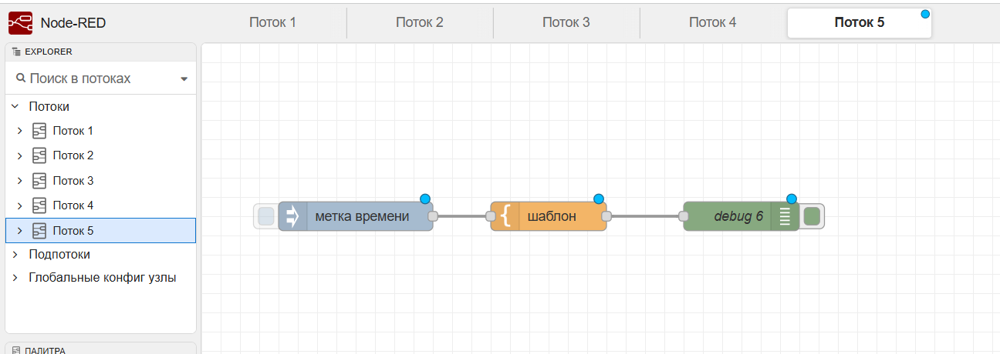 Node-RED
Поток 1
Поток 2
Поток 3
Поток 4
Поток 5
EXPLORER
Поиск в потоках
Потоки
Поток 1
Поток 2
Поток 3
Поток 4
Поток 5
Подпотоки
Глобальные конфиг узлы
ПАЛИТРА
метка времени
шаблон
debug 6